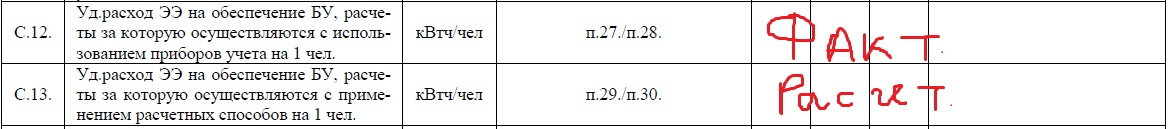 С.12. Уд.расход ЭЭ на обеспечение БУ, расче- кВтч/чел п.27./п.28. ФАКТ.
ты за которую осуществляются с исполь-
зованием приборов учета на 1 чел.
С.13. Уд.расход ЭЭ на обеспечение БУ, расче- кВтч/чел п.29./п.30. Расчет.
ты за которую осуществляются с приме-
нением расчетных способов на 1 чел.